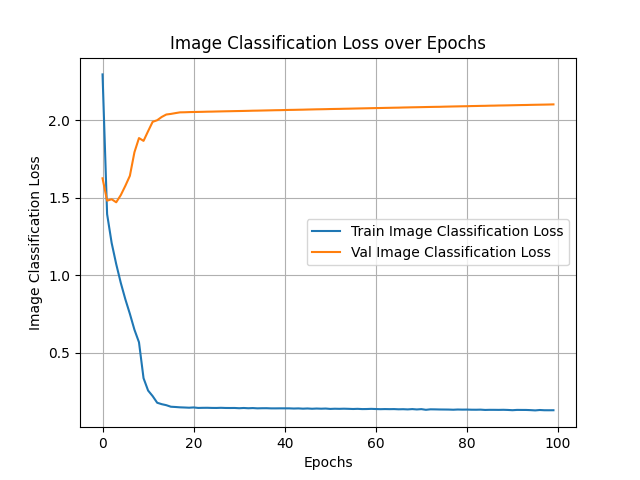 Image Classification Loss over Epochs
Image Classification Loss
2.0
1.5
1.0
0.5
Train Image Classification Loss
Val Image Classification Loss
0 20 40 60 80 100
Epochs